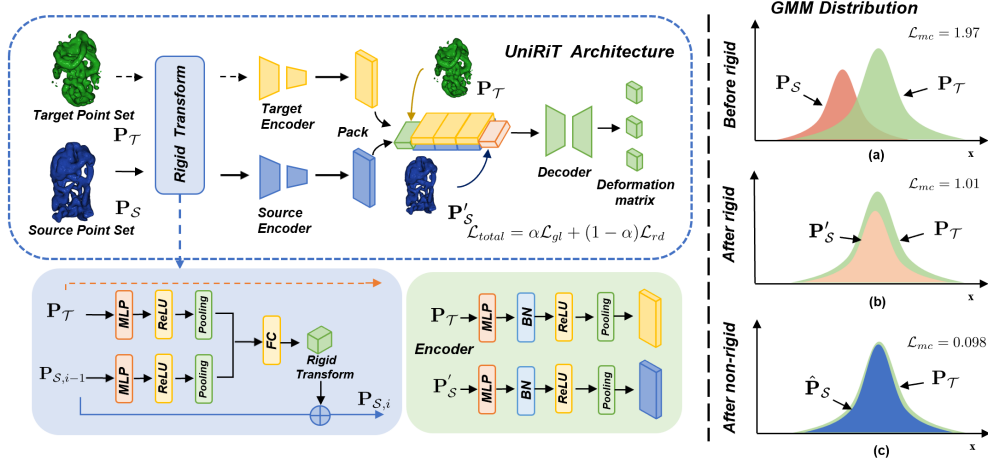 UniRiT Architecture
Target Point Set
P_𝒯
Rigid Transform
Target
Encoder
Pack
P_𝒯
Source Point Set
P_𝒮
Source
Encoder
P′_𝒮
Decoder
Deformation
matrix
ℒ_total = αℒ_gl + (1 − α)ℒ_rd
P_𝒯
MLP
ReLU
Pooling
P_𝒮,i−1
MLP
ReLU
Pooling
FC
Rigid
Transform
P_𝒮,i
Encoder
P_𝒯
MLP
BN
ReLU
Pooling
P′_𝒮
MLP
BN
ReLU
Pooling
GMM Distribution
Before rigid
ℒ_mc = 1.97
P_𝒮
P_𝒯
x
(a)
After rigid
ℒ_mc = 1.01
P′_𝒮
P_𝒯
x
(b)
After non-rigid
ℒ_mc = 0.098
P̂_𝒮
P_𝒯
x
(c)